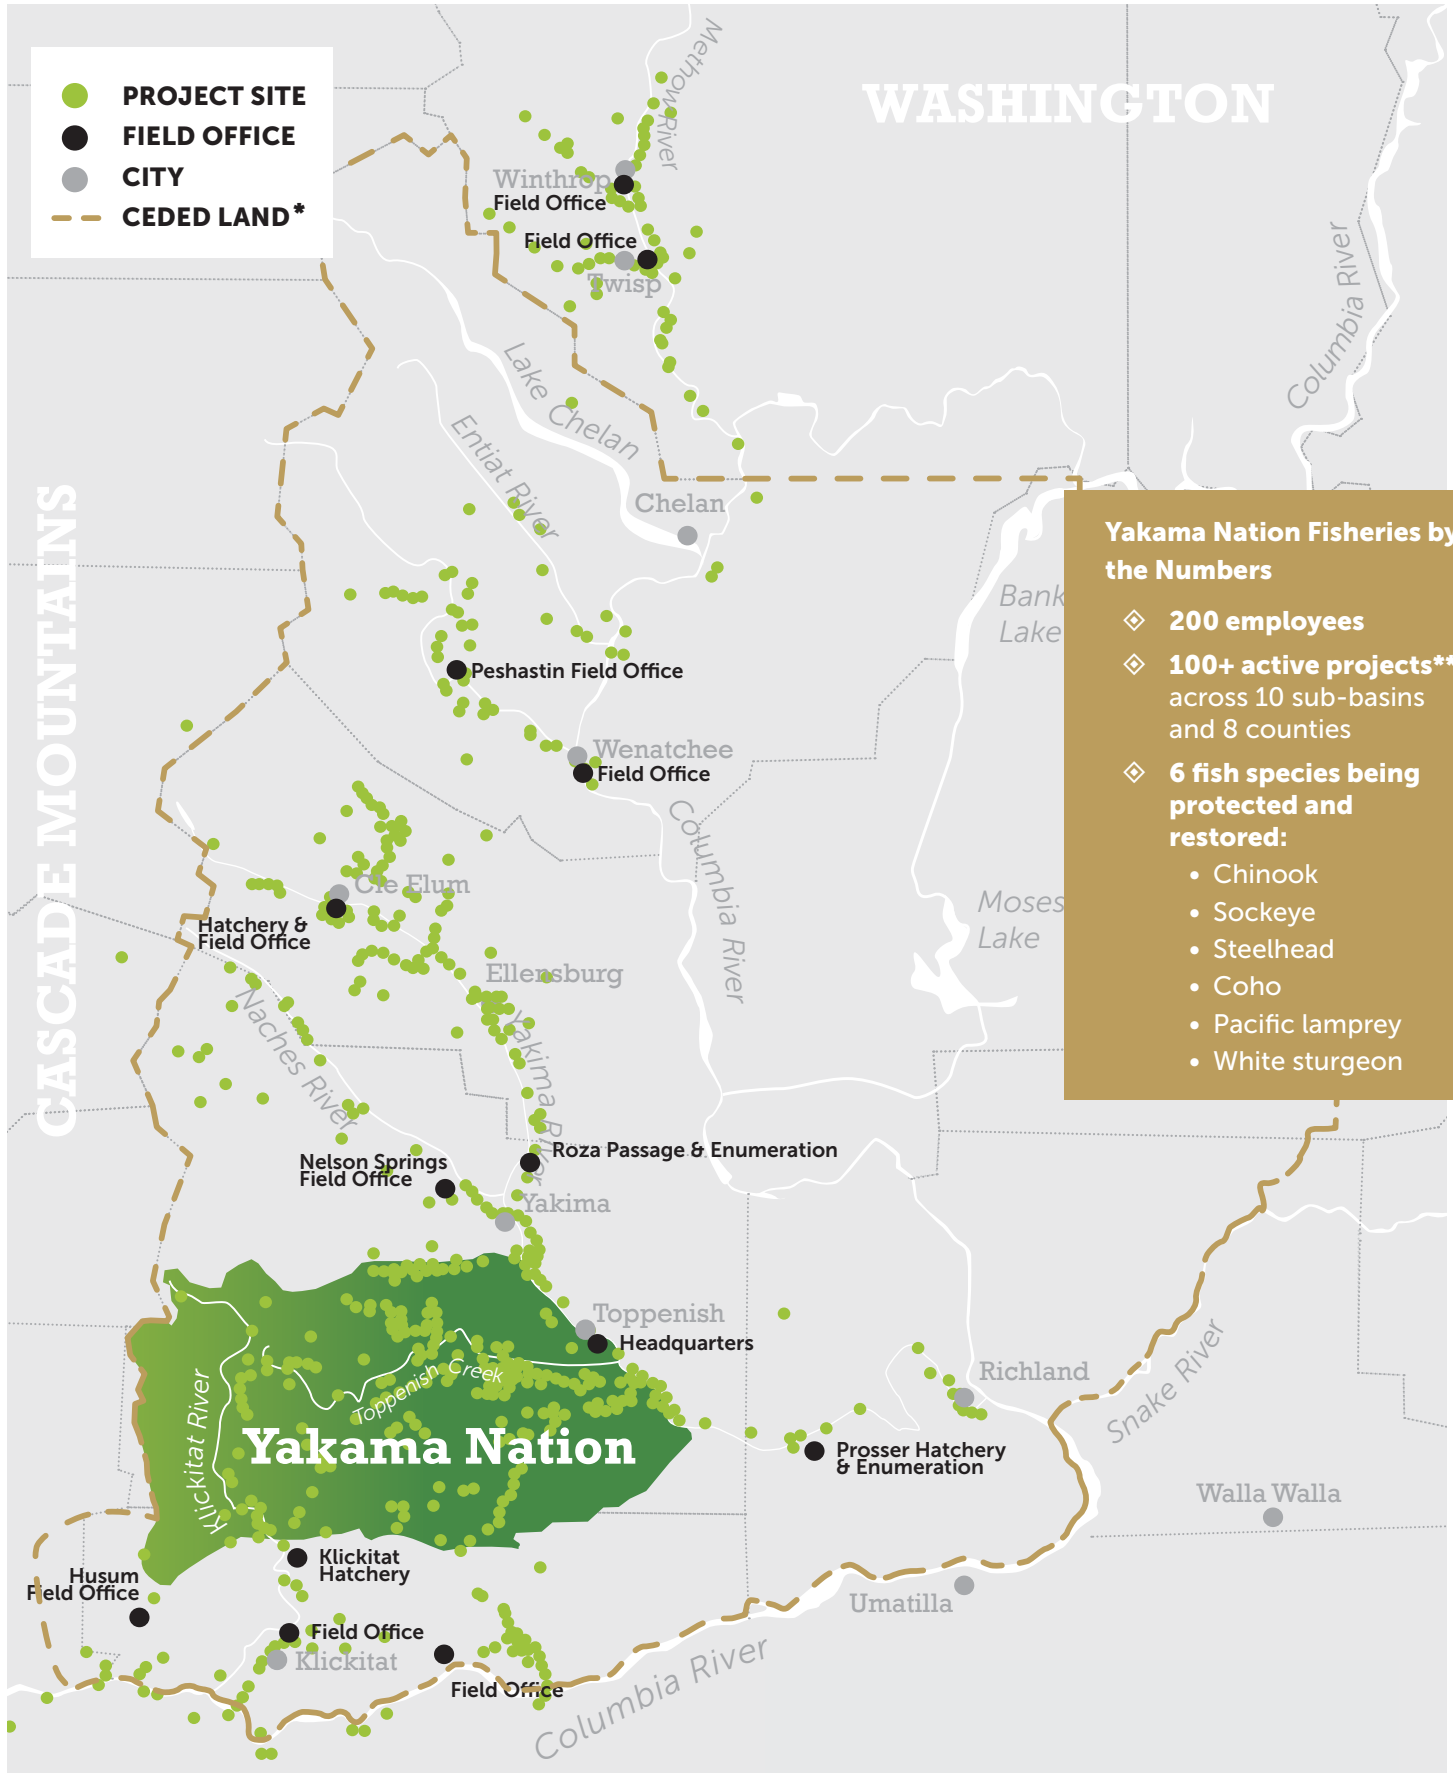 PROJECT SITE
FIELD OFFICE
CITY
CEDED LAND*
WASHINGTON
CASCADE MOUNTAINS
Methow River
Winthrop
Field Office
Field Office
Twisp
Columbia River
Lake Chelan
Entiat River
Chelan
Peshastin Field Office
Wenatchee
Field Office
Columbia River
Bank
Lake
Moses
Lake
Yakama Nation Fisheries by
the Numbers
200 employees
100+ active projects**
across 10 sub-basins
and 8 counties
6 fish species being
protected and
restored:
• Chinook
• Sockeye
• Steelhead
• Coho
• Pacific lamprey
• White sturgeon
Cle Elum
Hatchery &
Field Office
Ellensburg
Naches River
Yakima River
Roza Passage & Enumeration
Nelson Springs
Field Office
Yakima
Toppenish
Headquarters
Toppenish Creek
Klickitat River
Yakama Nation
Richland
Snake River
Prosser Hatchery
& Enumeration
Walla Walla
Klickitat
Hatchery
Husum
Field Office
Umatilla
Field Office
Klickitat
Field Office
Columbia River